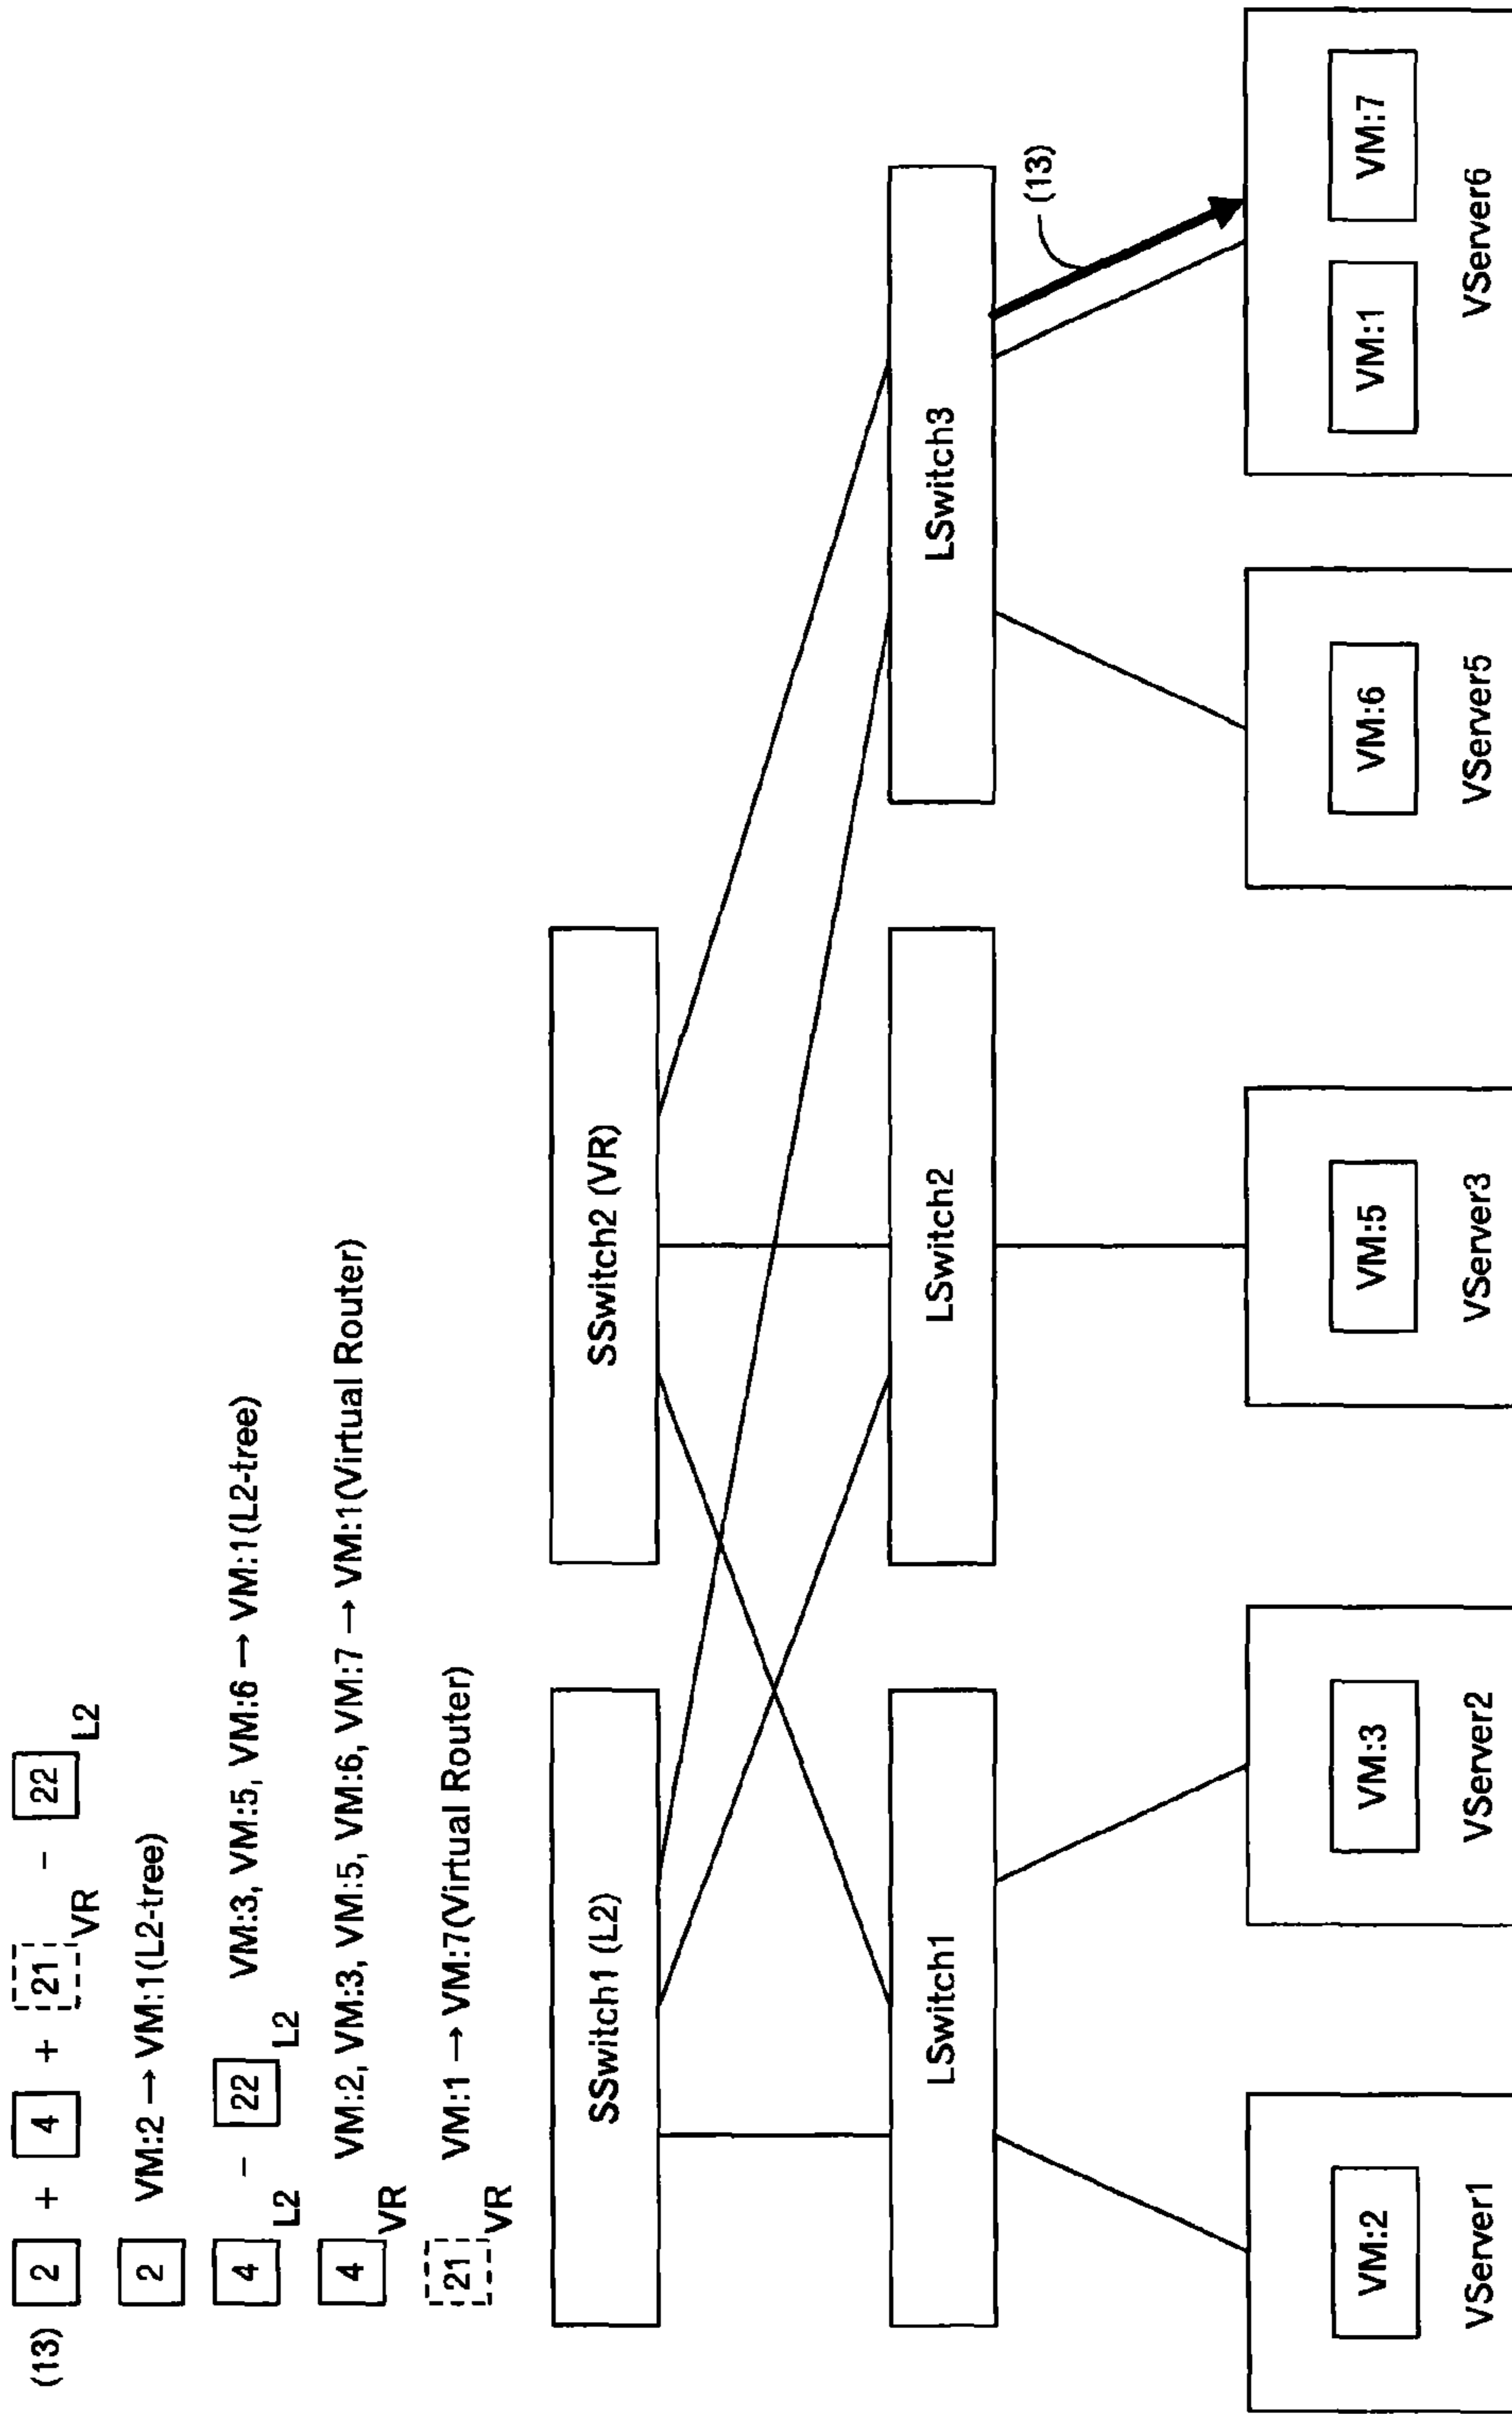 (13) 2 + 4 + 21 VR - 22 L2
2 VM:2 → VM:1(L2-tree)
4 L2 - 22 L2 VM:3, VM:5, VM:6 → VM:1(L2-tree)
4 VR VM:2, VM:3, VM:5, VM:6, VM:7 → VM:1(Virtual Router)
21 VR VM:1 → VM:7(Virtual Router)
SSwitch1 (L2)
SSwitch2 (VR)
LSwitch1
LSwitch2
LSwitch3
(13)
VM:2
VM:3
VM:5
VM:6
VM:1
VM:7
VServer1
VServer2
VServer3
VServer5
VServer6